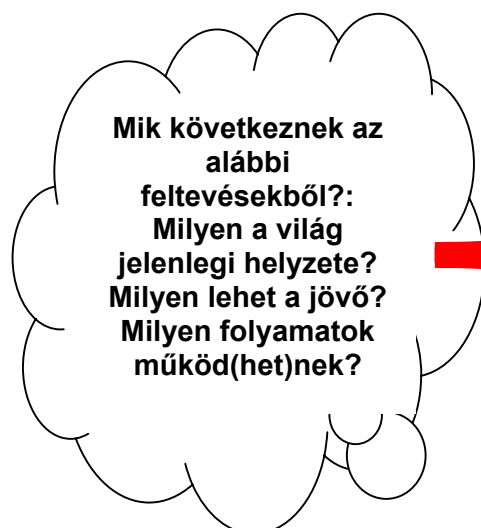 Mik következnek az
alábbi
feltevésekből?:
Milyen a világ
jelenlegi helyzete?
Milyen lehet a jövő?
Milyen folyamatok
működ(het)nek?